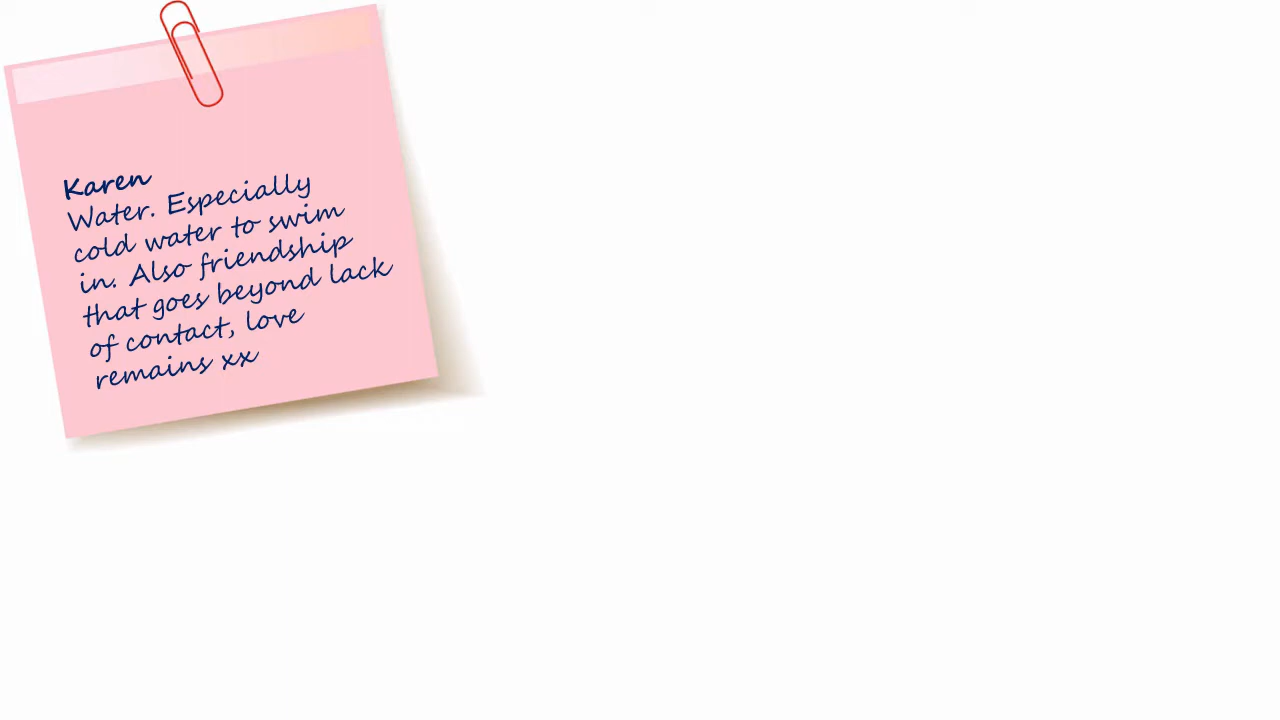 Karen
Water. Especially
cold water to swim
in. Also friendship
that goes beyond lack
of contact, love
remains xx